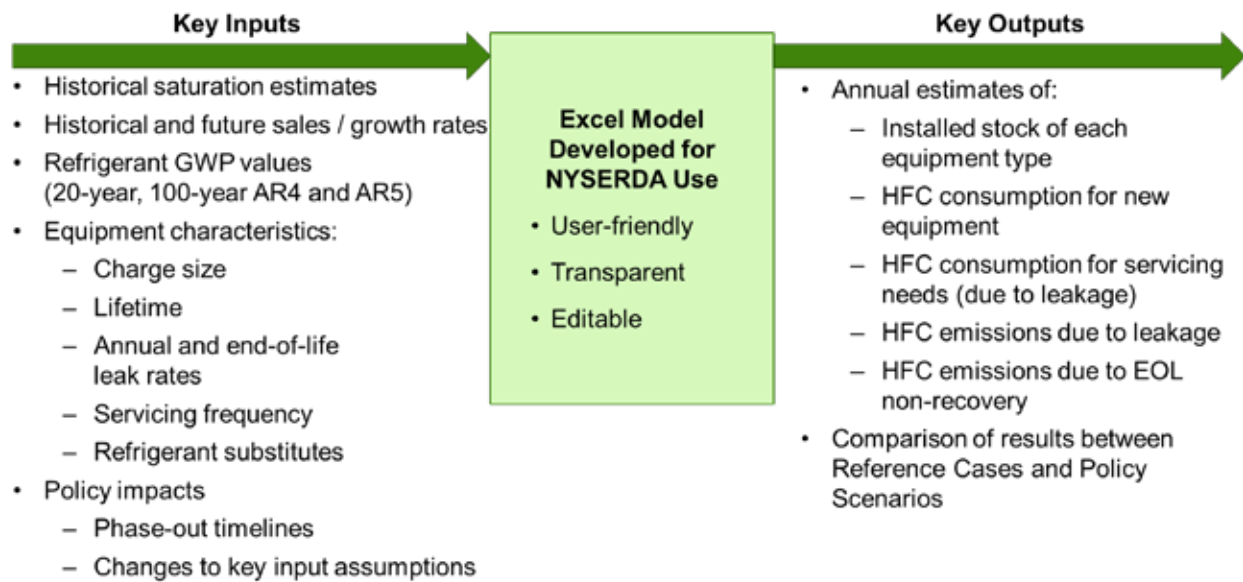 Key Inputs
• Historical saturation estimates
• Historical and future sales / growth rates
• Refrigerant GWP values
(20-year, 100-year AR4 and AR5)
• Equipment characteristics:
– Charge size
– Lifetime
– Annual and end-of-life
leak rates
– Servicing frequency
– Refrigerant substitutes
• Policy impacts
– Phase-out timelines
– Changes to key input assumptions
Excel Model
Developed for
NYSERDA Use
• User-friendly
• Transparent
• Editable
Key Outputs
• Annual estimates of:
– Installed stock of each
equipment type
– HFC consumption for new
equipment
– HFC consumption for servicing
needs (due to leakage)
– HFC emissions due to leakage
– HFC emissions due to EOL
non-recovery
• Comparison of results between
Reference Cases and Policy
Scenarios